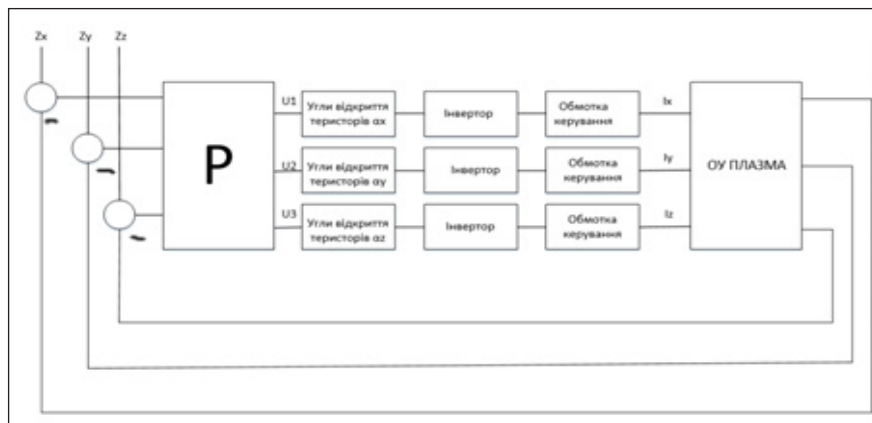 Zx Zy Zz
P
U1
Угли відкриття
теристорів αx
Інвертор
Обмотка
керування
Ix
U2
Угли відкриття
теристорів αy
Інвертор
Обмотка
керування
Iy
U3
Угли відкриття
теристорів αz
Інвертор
Обмотка
керування
Iz
ОУ ПЛАЗМА